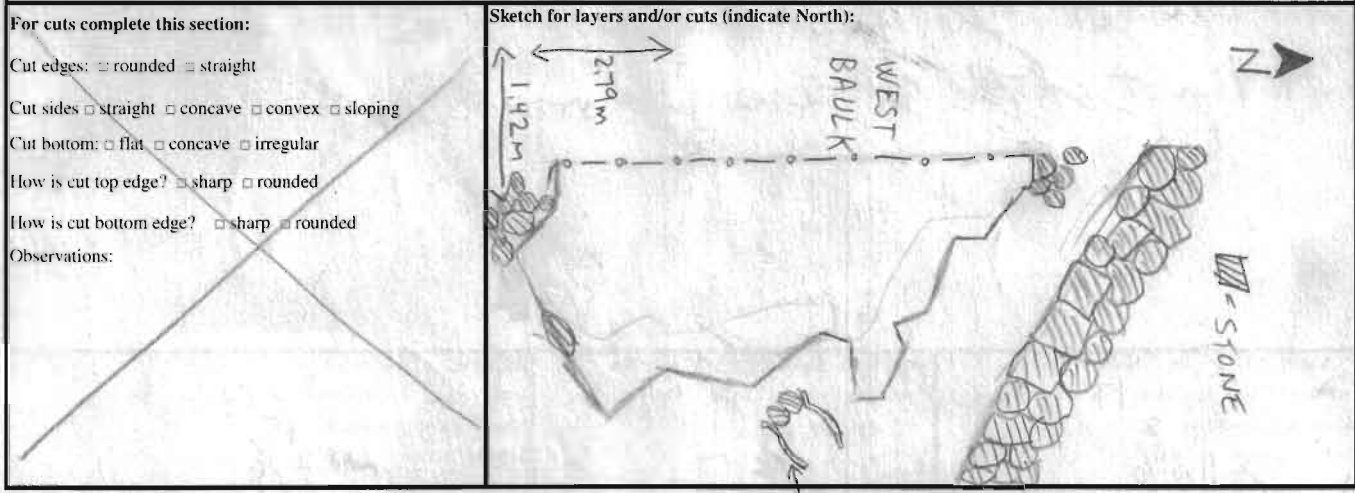 For cuts complete this section:
Cut edges: □ rounded □ straight
Cut sides □ straight □ concave □ convex □ sloping
Cut bottom: □ flat □ concave □ irregular
How is cut top edge? □ sharp □ rounded
How is cut bottom edge? □ sharp □ rounded
Observations:
Sketch for layers and/or cuts (indicate North):
1.42m
2.79m
WEST
BAULK
N
= STONE